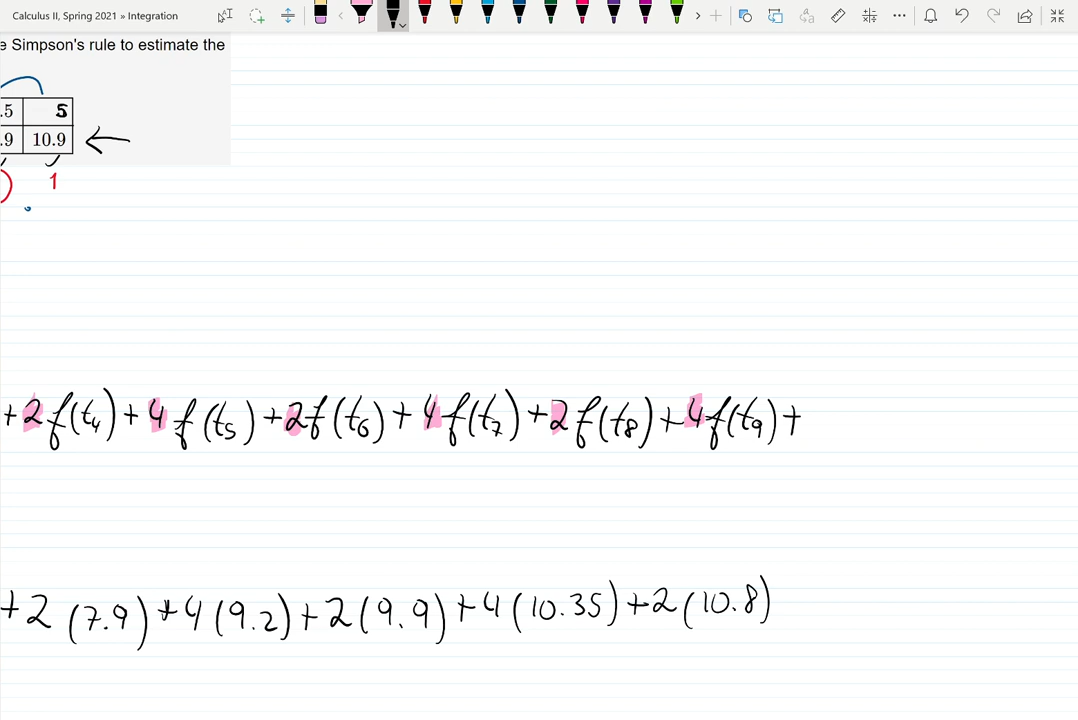 Calculus II, Spring 2021 » Integration
e Simpson's rule to estimate the
.5 5
.9 10.9
1
+2f(t4)+4f(t5)+2f(t6)+4f(t7)+2f(t8)+4f(t9)+
+2(7.9)+4(9.2)+2(9.9)+4(10.35)+2(10.8)